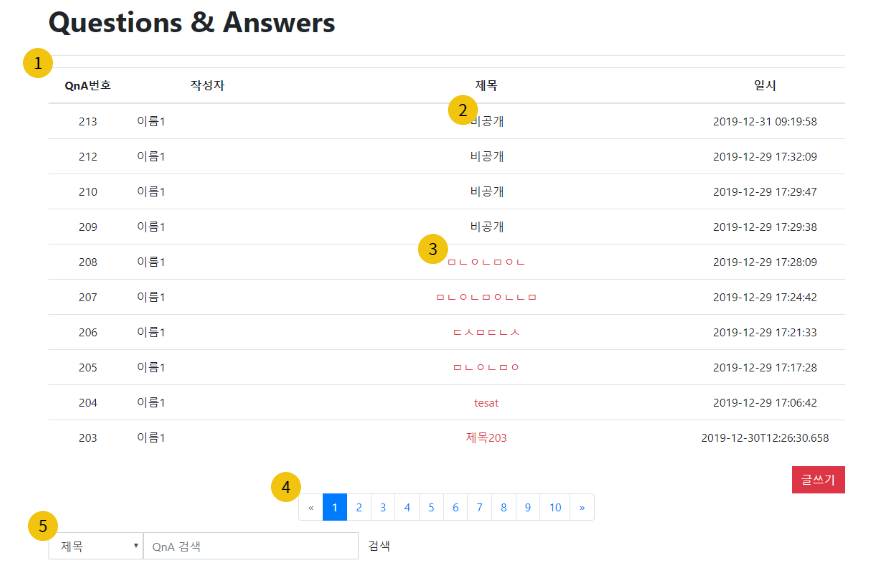 Questions & Answers
1
QnA번호 작성자 제목 일시
2
213 이름1 비공개 2019-12-31 09:19:58
212 이름1 비공개 2019-12-29 17:32:09
210 이름1 비공개 2019-12-29 17:29:47
209 이름1 비공개 2019-12-29 17:29:38
3
208 이름1 ㅁㄴㅇㄴㅁㅇㄴ 2019-12-29 17:28:09
207 이름1 ㅁㄴㅇㄴㅁㅇㄴㄴㅁ 2019-12-29 17:24:42
206 이름1 ㄷㅅㅁㄷㄴㅅ 2019-12-29 17:21:33
205 이름1 ㅁㄴㅇㄴㅁㅇ 2019-12-29 17:17:28
204 이름1 tesat 2019-12-29 17:06:42
203 이름1 제목203 2019-12-30T12:26:30.658
글쓰기
4
« 1 2 3 4 5 6 7 8 9 10 »
5
제목 QnA 검색 검색